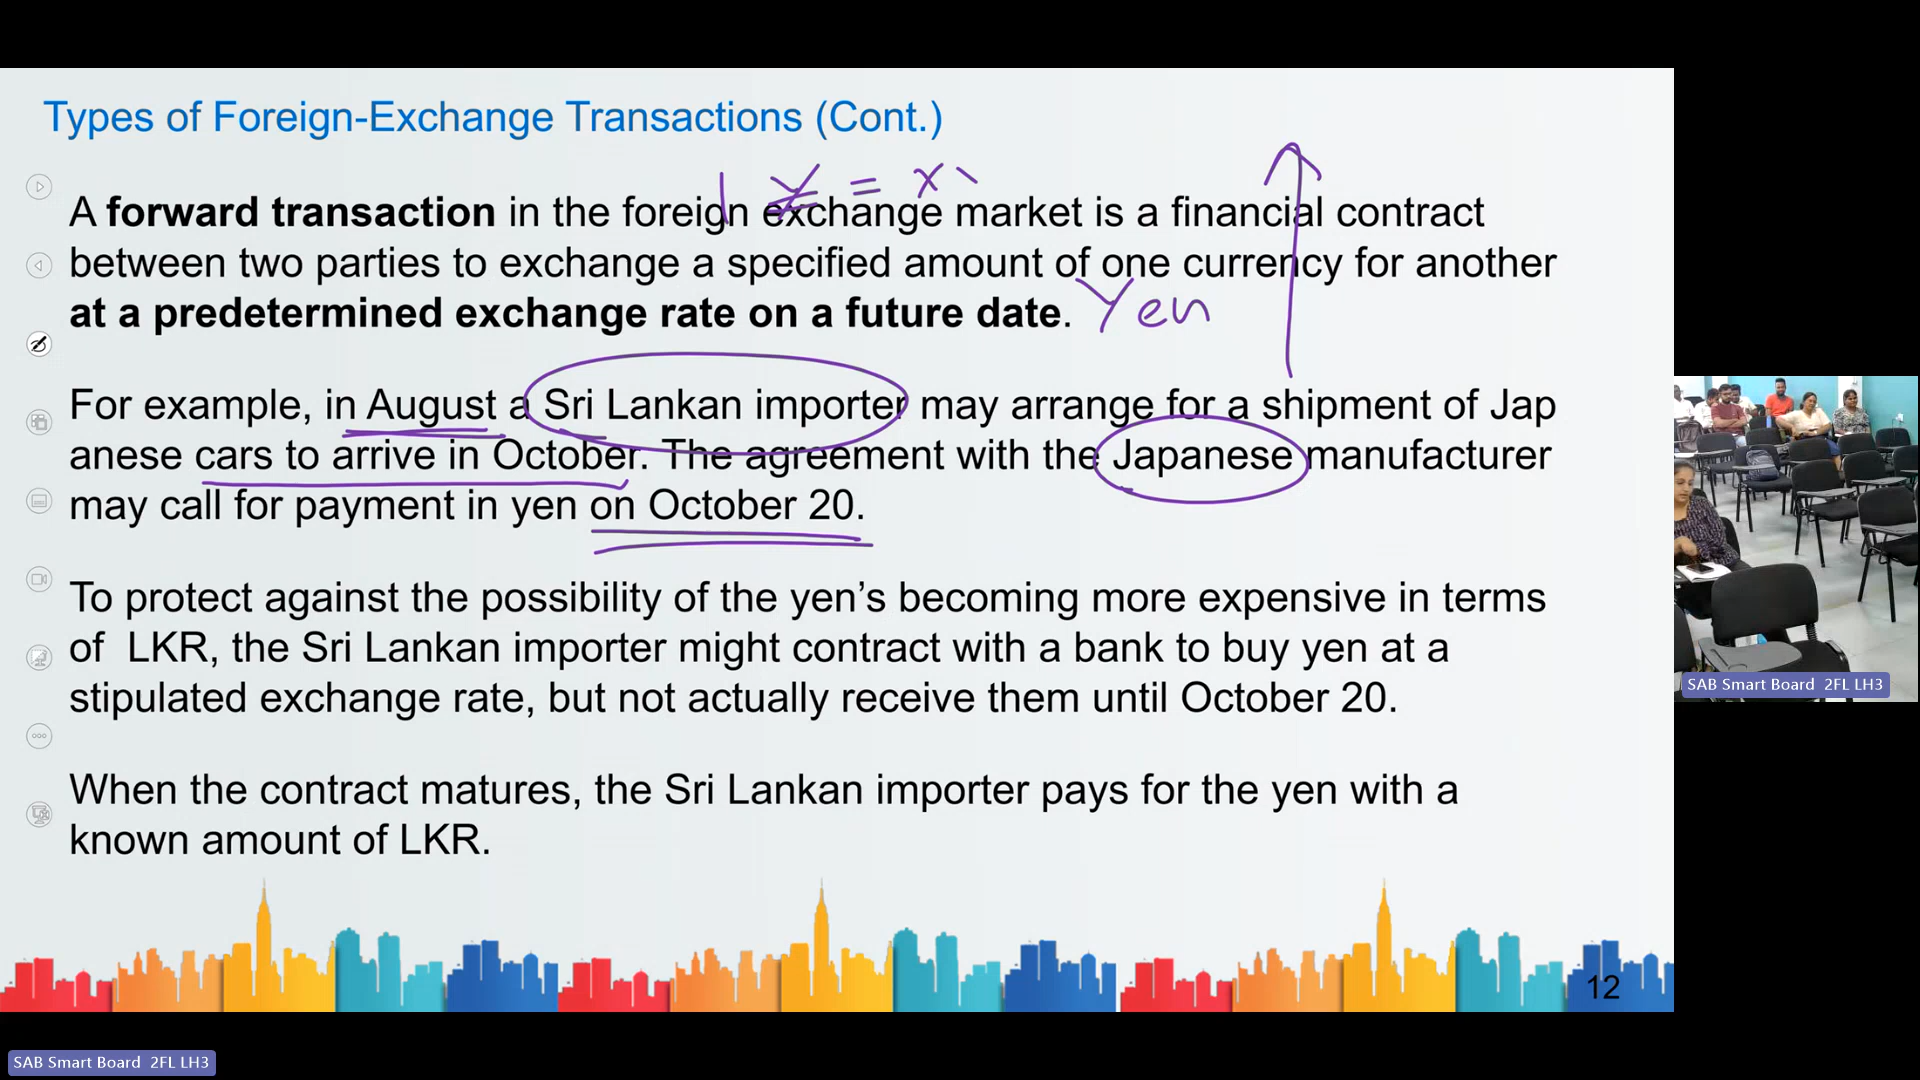 Types of Foreign-Exchange Transactions (Cont.)
1 ¥ = x
A forward transaction in the foreign exchange market is a financial contract
between two parties to exchange a specified amount of one currency for another
at a predetermined exchange rate on a future date. Yen
For example, in August a Sri Lankan importer may arrange for a shipment of Jap
anese cars to arrive in October. The agreement with the Japanese manufacturer
may call for payment in yen on October 20.
To protect against the possibility of the yen’s becoming more expensive in terms
of LKR, the Sri Lankan importer might contract with a bank to buy yen at a
stipulated exchange rate, but not actually receive them until October 20.
When the contract matures, the Sri Lankan importer pays for the yen with a
known amount of LKR.
12
SAB Smart Board 2FL LH3
SAB Smart Board 2FL LH3